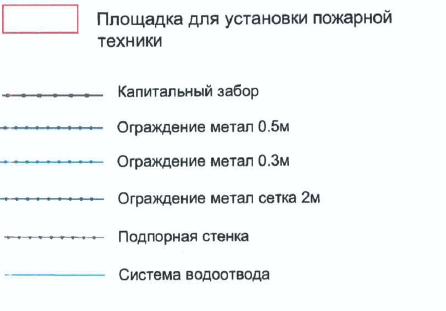 Площадка для установки пожарной
техники
Капитальный забор
Ограждение метал 0.5м
Ограждение метал 0.3м
Ограждение метал сетка 2м
Подпорная стенка
Система водоотвода